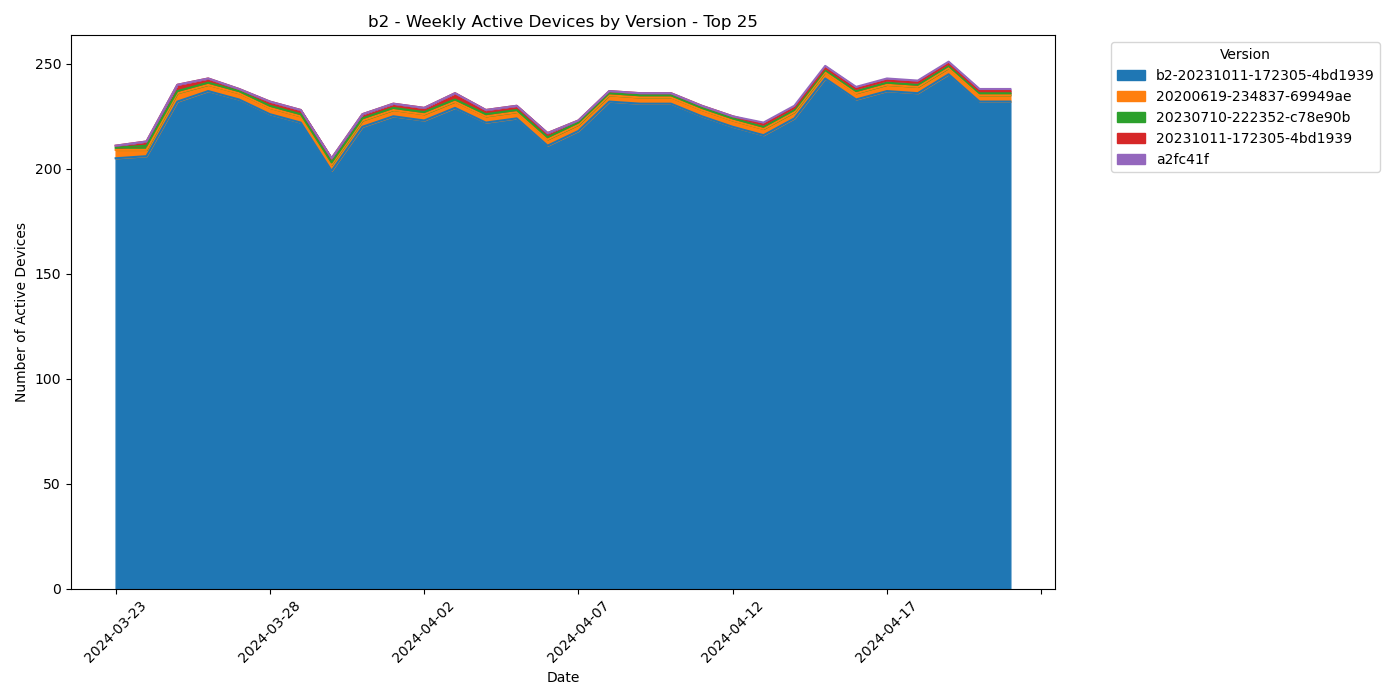 b2 - Weekly Active Devices by Version - Top 25
Number of Active Devices
250
200
150
100
50
0
2024-03-23
2024-03-28
2024-04-02
2024-04-07
2024-04-12
2024-04-17
Date
Version
b2-20231011-172305-4bd1939
20200619-234837-69949ae
20230710-222352-c78e90b
20231011-172305-4bd1939
a2fc41f